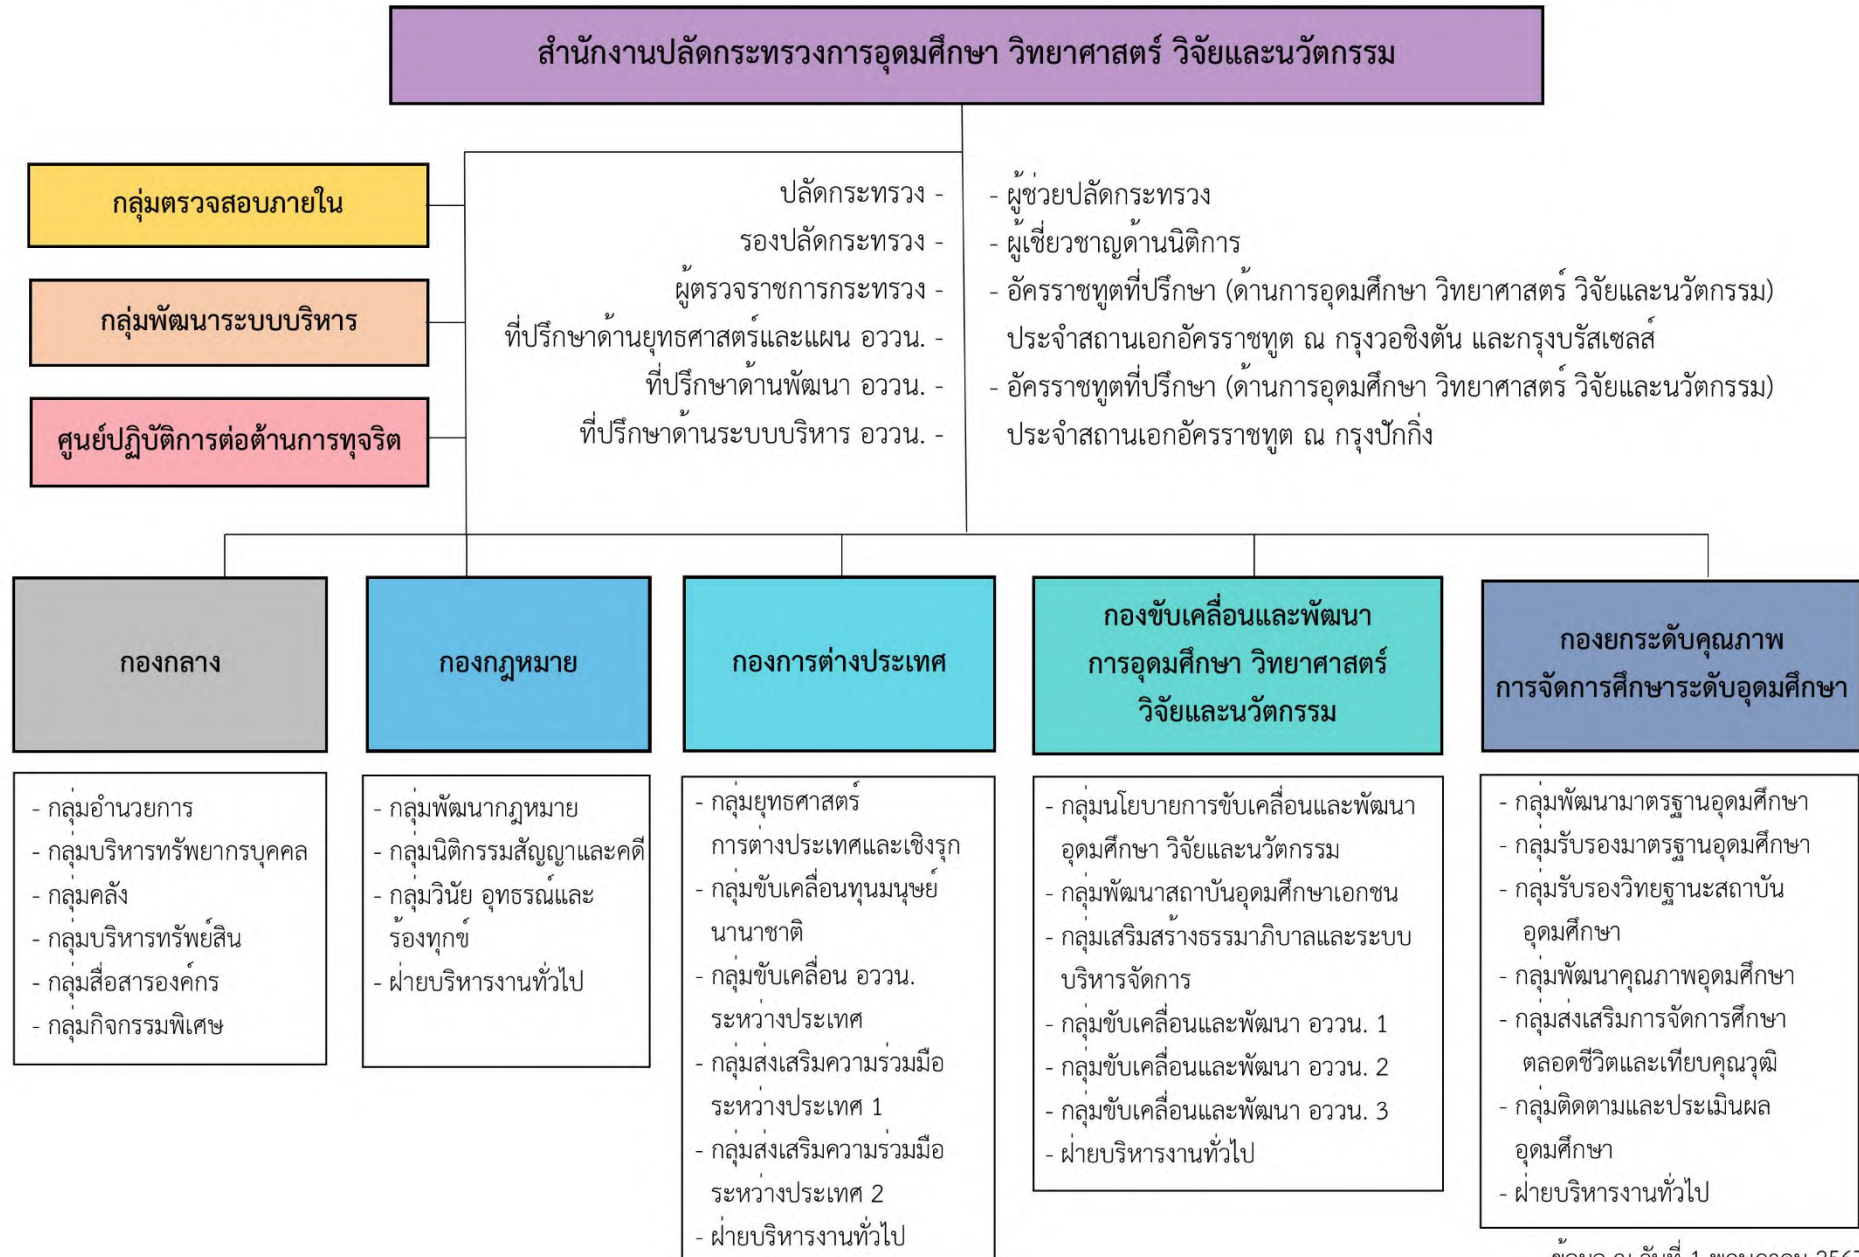 สำนักงานปลัดกระทรวงการอุดมศึกษา วิทยาศาสตร์ วิจัยและนวัตกรรม
กลุ่มตรวจสอบภายใน
กลุ่มพัฒนาระบบบริหาร
ศูนย์ปฏิบัติการต่อต้านการทุจริต
ปลัดกระทรวง -
รองปลัดกระทรวง -
ผู้ตรวจราชการกระทรวง -
ที่ปรึกษาด้านยุทธศาสตร์และแผน อววน. -
ที่ปรึกษาด้านพัฒนา อววน. -
ที่ปรึกษาด้านระบบบริหาร อววน. -
- ผู้ช่วยปลัดกระทรวง
- ผู้เชี่ยวชาญด้านนิติการ
- อัครราชทูตที่ปรึกษา (ด้านการอุดมศึกษา วิทยาศาสตร์ วิจัยและนวัตกรรม)
ประจำสถานเอกอัครราชทูต ณ กรุงวอชิงตัน และกรุงบรัสเซลส์
- อัครราชทูตที่ปรึกษา (ด้านการอุดมศึกษา วิทยาศาสตร์ วิจัยและนวัตกรรม)
ประจำสถานเอกอัครราชทูต ณ กรุงปักกิ่ง
กองกลาง
- กลุ่มอำนวยการ
- กลุ่มบริหารทรัพยากรบุคคล
- กลุ่มคลัง
- กลุ่มบริหารทรัพย์สิน
- กลุ่มสื่อสารองค์กร
- กลุ่มกิจกรรมพิเศษ
กองกฎหมาย
- กลุ่มพัฒนากฎหมาย
- กลุ่มนิติกรรมสัญญาและคดี
- กลุ่มวินัย อุทธรณ์และ
ร้องทุกข์
- ฝ่ายบริหารงานทั่วไป
กองการต่างประเทศ
- กลุ่มยุทธศาสตร์
การต่างประเทศและเชิงรุก
- กลุ่มขับเคลื่อนทุนมนุษย์
นานาชาติ
- กลุ่มขับเคลื่อน อววน.
ระหว่างประเทศ
- กลุ่มส่งเสริมความร่วมมือ
ระหว่างประเทศ 1
- กลุ่มส่งเสริมความร่วมมือ
ระหว่างประเทศ 2
- ฝ่ายบริหารงานทั่วไป
กองขับเคลื่อนและพัฒนา
การอุดมศึกษา วิทยาศาสตร์
วิจัยและนวัตกรรม
- กลุ่มนโยบายการขับเคลื่อนและพัฒนา
อุดมศึกษา วิจัยและนวัตกรรม
- กลุ่มพัฒนาสถาบันอุดมศึกษาเอกชน
- กลุ่มเสริมสร้างธรรมาภิบาลและระบบ
บริหารจัดการ
- กลุ่มขับเคลื่อนและพัฒนา อววน. 1
- กลุ่มขับเคลื่อนและพัฒนา อววน. 2
- กลุ่มขับเคลื่อนและพัฒนา อววน. 3
- ฝ่ายบริหารงานทั่วไป
กองยกระดับคุณภาพ
การจัดการศึกษาระดับอุดมศึกษา
- กลุ่มพัฒนามาตรฐานอุดมศึกษา
- กลุ่มรับรองมาตรฐานอุดมศึกษา
- กลุ่มรับรองวิทยฐานะสถาบัน
อุดมศึกษา
- กลุ่มพัฒนาคุณภาพอุดมศึกษา
- กลุ่มส่งเสริมการจัดการศึกษา
ตลอดชีวิตและเทียบคุณวุฒิ
- กลุ่มติดตามและประเมินผล
อุดมศึกษา
- ฝ่ายบริหารงานทั่วไป
ข้อมูล ณ วันที่ 1